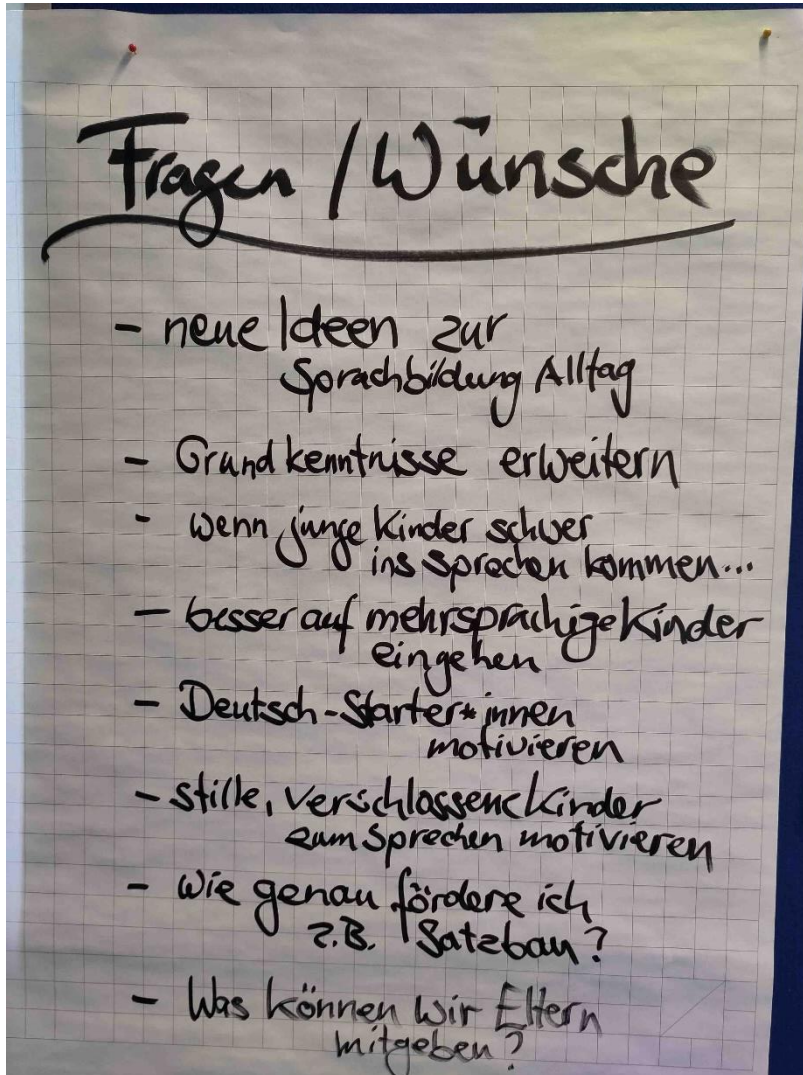 Fragen / Wünsche
- neue Ideen zur
Sprachbildung Alltag
- Grundkenntnisse erweitern
- wenn junge Kinder schwer
ins Sprechen kommen...
- besser auf mehrsprachige Kinder
eingehen
- Deutsch-Starter*innen
motivieren
- stille, verschlossene Kinder
zum Sprechen motivieren
- Wie genau fördere ich
z.B. Satzbau?
- Was können wir Eltern
mitgeben?